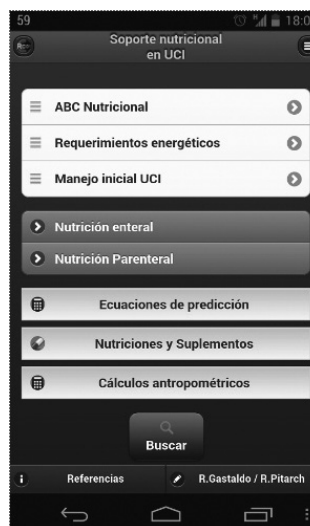 59
18:0
Soporte nutricional
en UCI
ABC Nutricional
Requerimientos energéticos
Manejo inicial UCI
Nutrición enteral
Nutrición Parenteral
Ecuaciones de predicción
Nutriciones y Suplementos
Cálculos antropométricos
Buscar
Referencias
R.Gastaldo / R.Pitarch